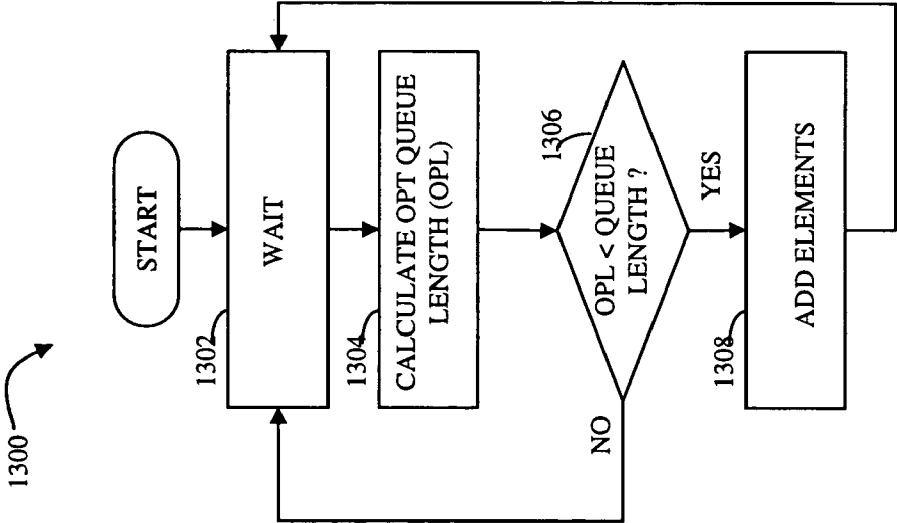 1300
START
1302
WAIT
1304
CALCULATE OPT QUEUE
LENGTH (OPL)
1306
OPL < QUEUE
LENGTH ?
NO
YES
1308
ADD ELEMENTS